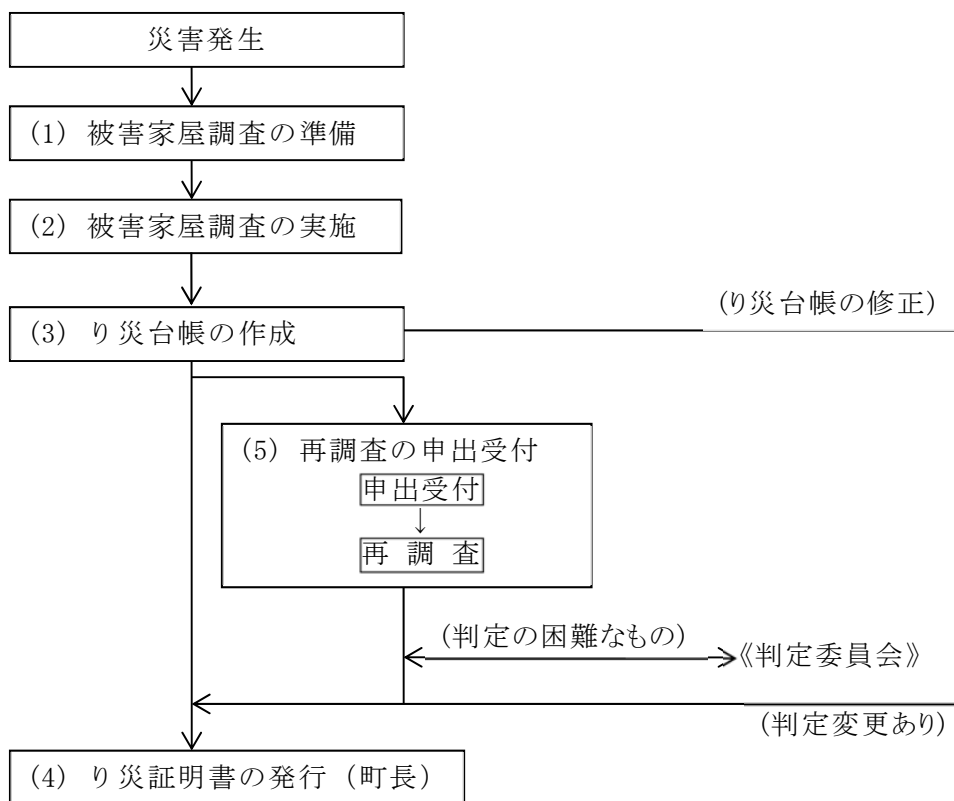 災害発生
(1) 被害家屋調査の準備
(2) 被害家屋調査の実施
(り災台帳の修正)
(3) り災台帳の作成
(5) 再調査の申出受付
申出受付
↓
再 調 査
(判定の困難なもの)
《判定委員会》
(判定変更あり)
(4) り災証明書の発行 (町長)